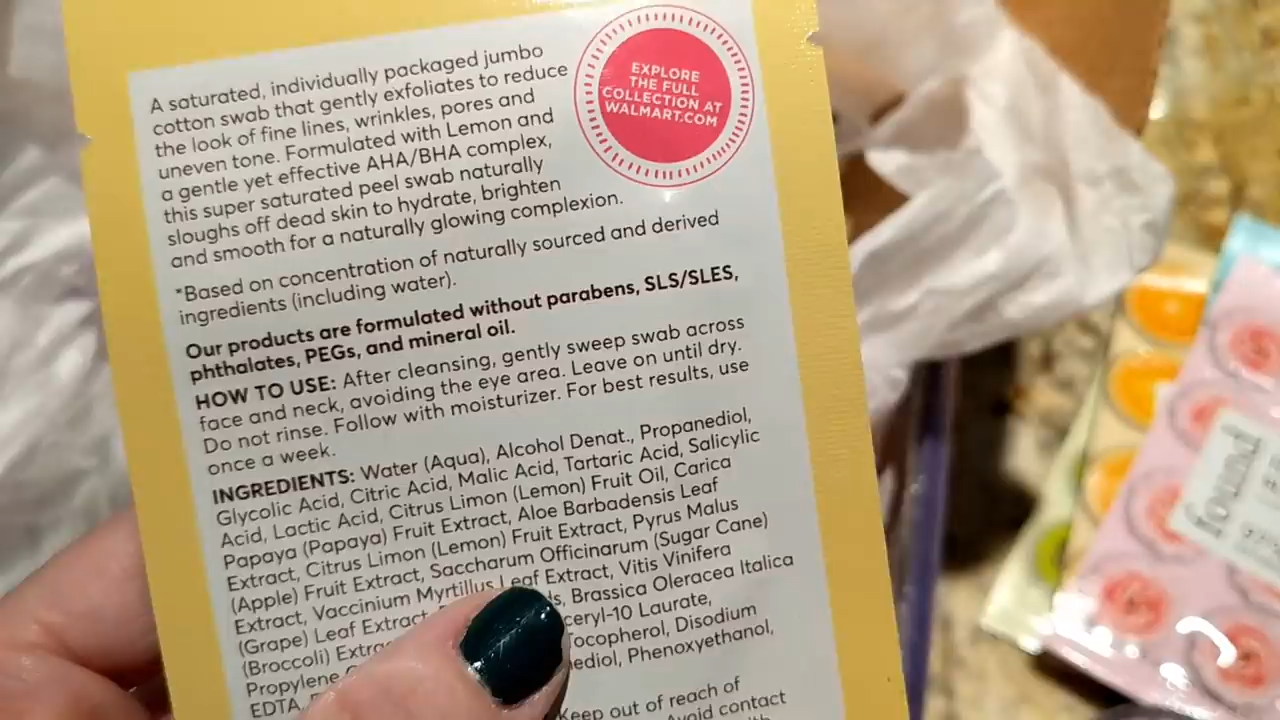 A saturated, individually packaged jumbo
cotton swab that gently exfoliates to reduce
the look of fine lines, wrinkles, pores and
uneven tone. Formulated with Lemon and
a gentle yet effective AHA/BHA complex,
this super saturated peel swab naturally
sloughs off dead skin to hydrate, brighten
and smooth for a naturally glowing complexion.
EXPLORE
THE FULL
COLLECTION AT
WALMART.COM
*Based on concentration of naturally sourced and derived
ingredients (including water).
Our products are formulated without parabens, SLS/SLES,
phthalates, PEGs, and mineral oil.
HOW TO USE: After cleansing, gently sweep swab across
face and neck, avoiding the eye area. Leave on until dry.
Do not rinse. Follow with moisturizer. For best results, use
once a week.
INGREDIENTS: Water (Aqua), Alcohol Denat., Propanediol,
Glycolic Acid, Citric Acid, Malic Acid, Tartaric Acid, Salicylic
Acid, Lactic Acid, Citrus Limon (Lemon) Fruit Oil, Carica
Papaya (Papaya) Fruit Extract, Aloe Barbadensis Leaf
Extract, Citrus Limon (Lemon) Fruit Extract, Pyrus Malus
(Apple) Fruit Extract, Saccharum Officinarum (Sugar Cane)
Extract, Vaccinium Myrtillus Leaf Extract, Vitis Vinifera
(Grape) Leaf Extract Brassica Oleracea Italica
(Broccoli) Laurate,
Propylene Tocopherol, Disodium
EDTA, Phenoxyethanol,
Keep out of reach of
Avoid contact
found